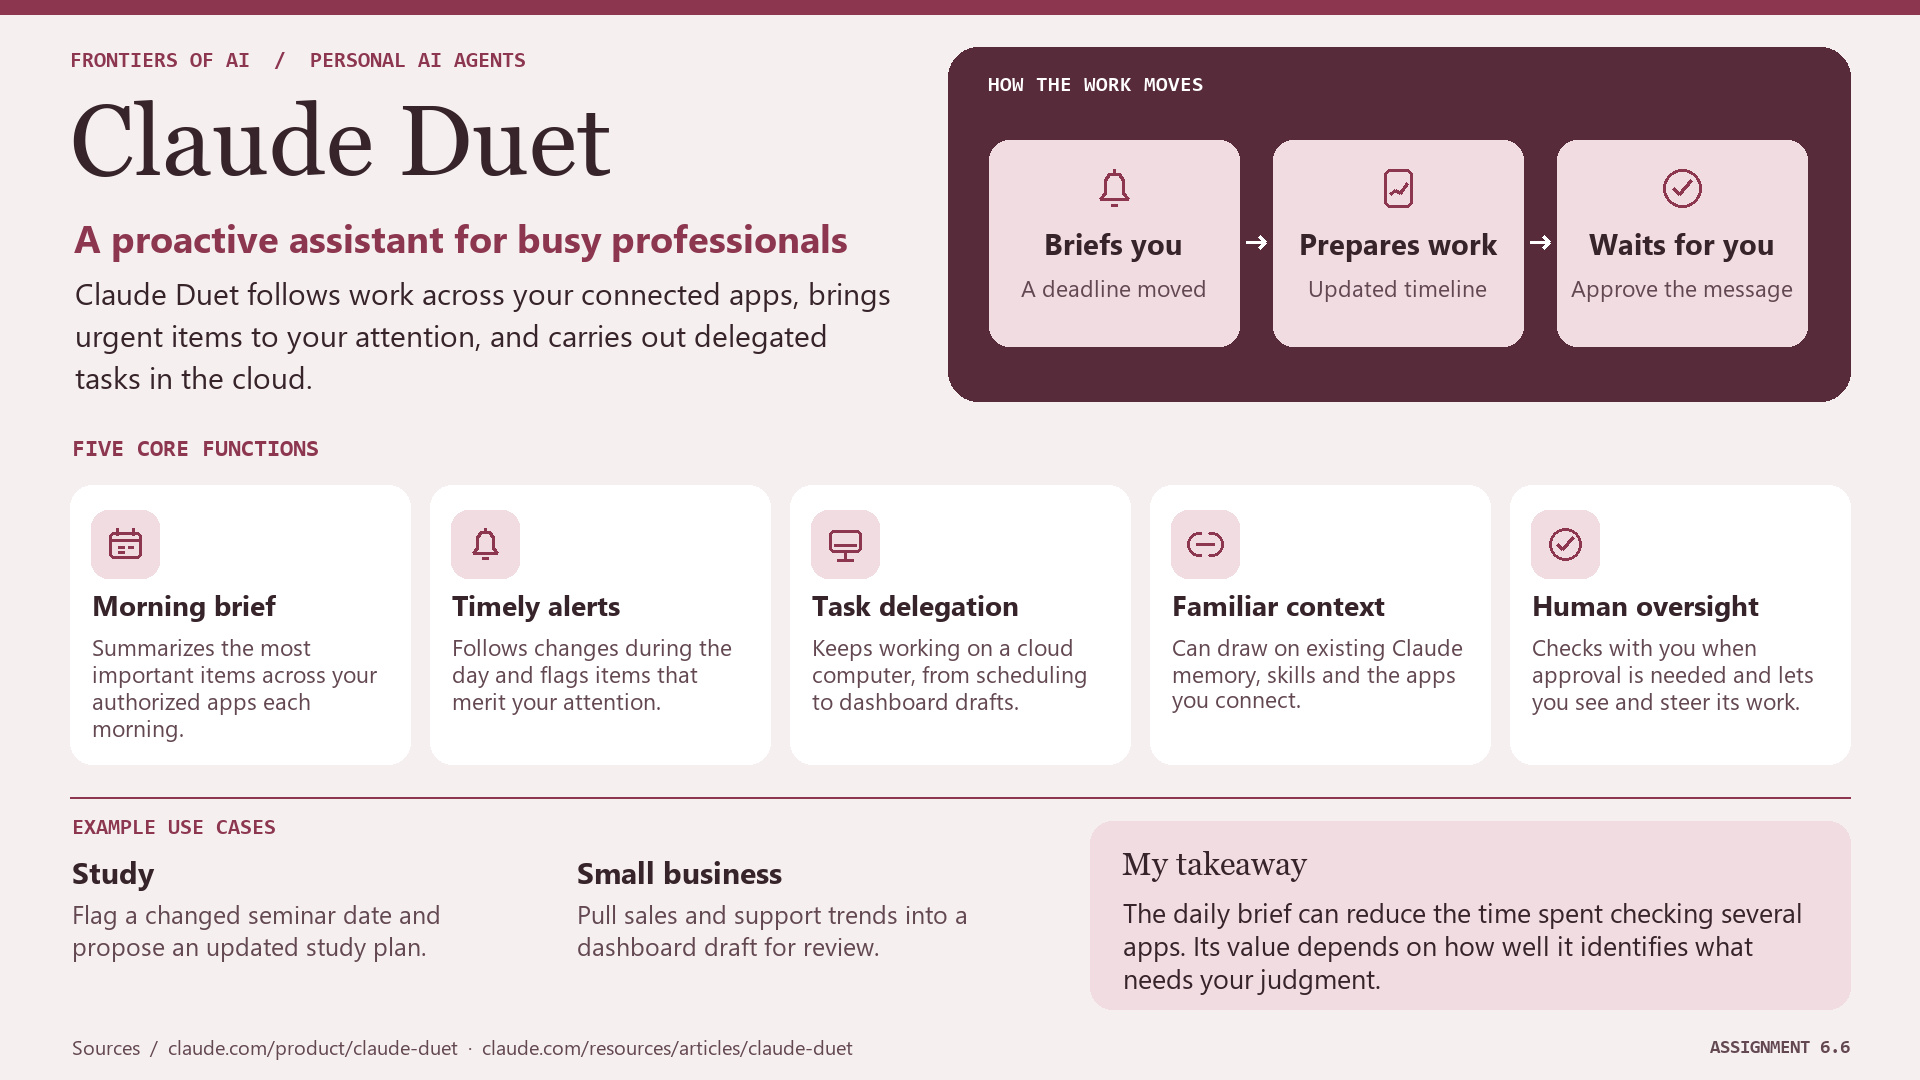 FRONTIERS OF AI / PERSONAL AI AGENTS
Claude Duet
A proactive assistant for busy professionals
Claude Duet follows work across your connected apps, brings
urgent items to your attention, and carries out delegated
tasks in the cloud.
HOW THE WORK MOVES
Briefs you
A deadline moved
→
Prepares work
Updated timeline
→
Waits for you
Approve the message
FIVE CORE FUNCTIONS
Morning brief
Summarizes the most
important items across your
authorized apps each
morning.
Timely alerts
Follows changes during the
day and flags items that
merit your attention.
Task delegation
Keeps working on a cloud
computer, from scheduling
to dashboard drafts.
Familiar context
Can draw on existing Claude
memory, skills and the apps
you connect.
Human oversight
Checks with you when
approval is needed and lets
you see and steer its work.
EXAMPLE USE CASES
Study
Flag a changed seminar date and
propose an updated study plan.
Small business
Pull sales and support trends into a
dashboard draft for review.
My takeaway
The daily brief can reduce the time spent checking several
apps. Its value depends on how well it identifies what
needs your judgment.
Sources / claude.com/product/claude-duet · claude.com/resources/articles/claude-duet
ASSIGNMENT 6.6